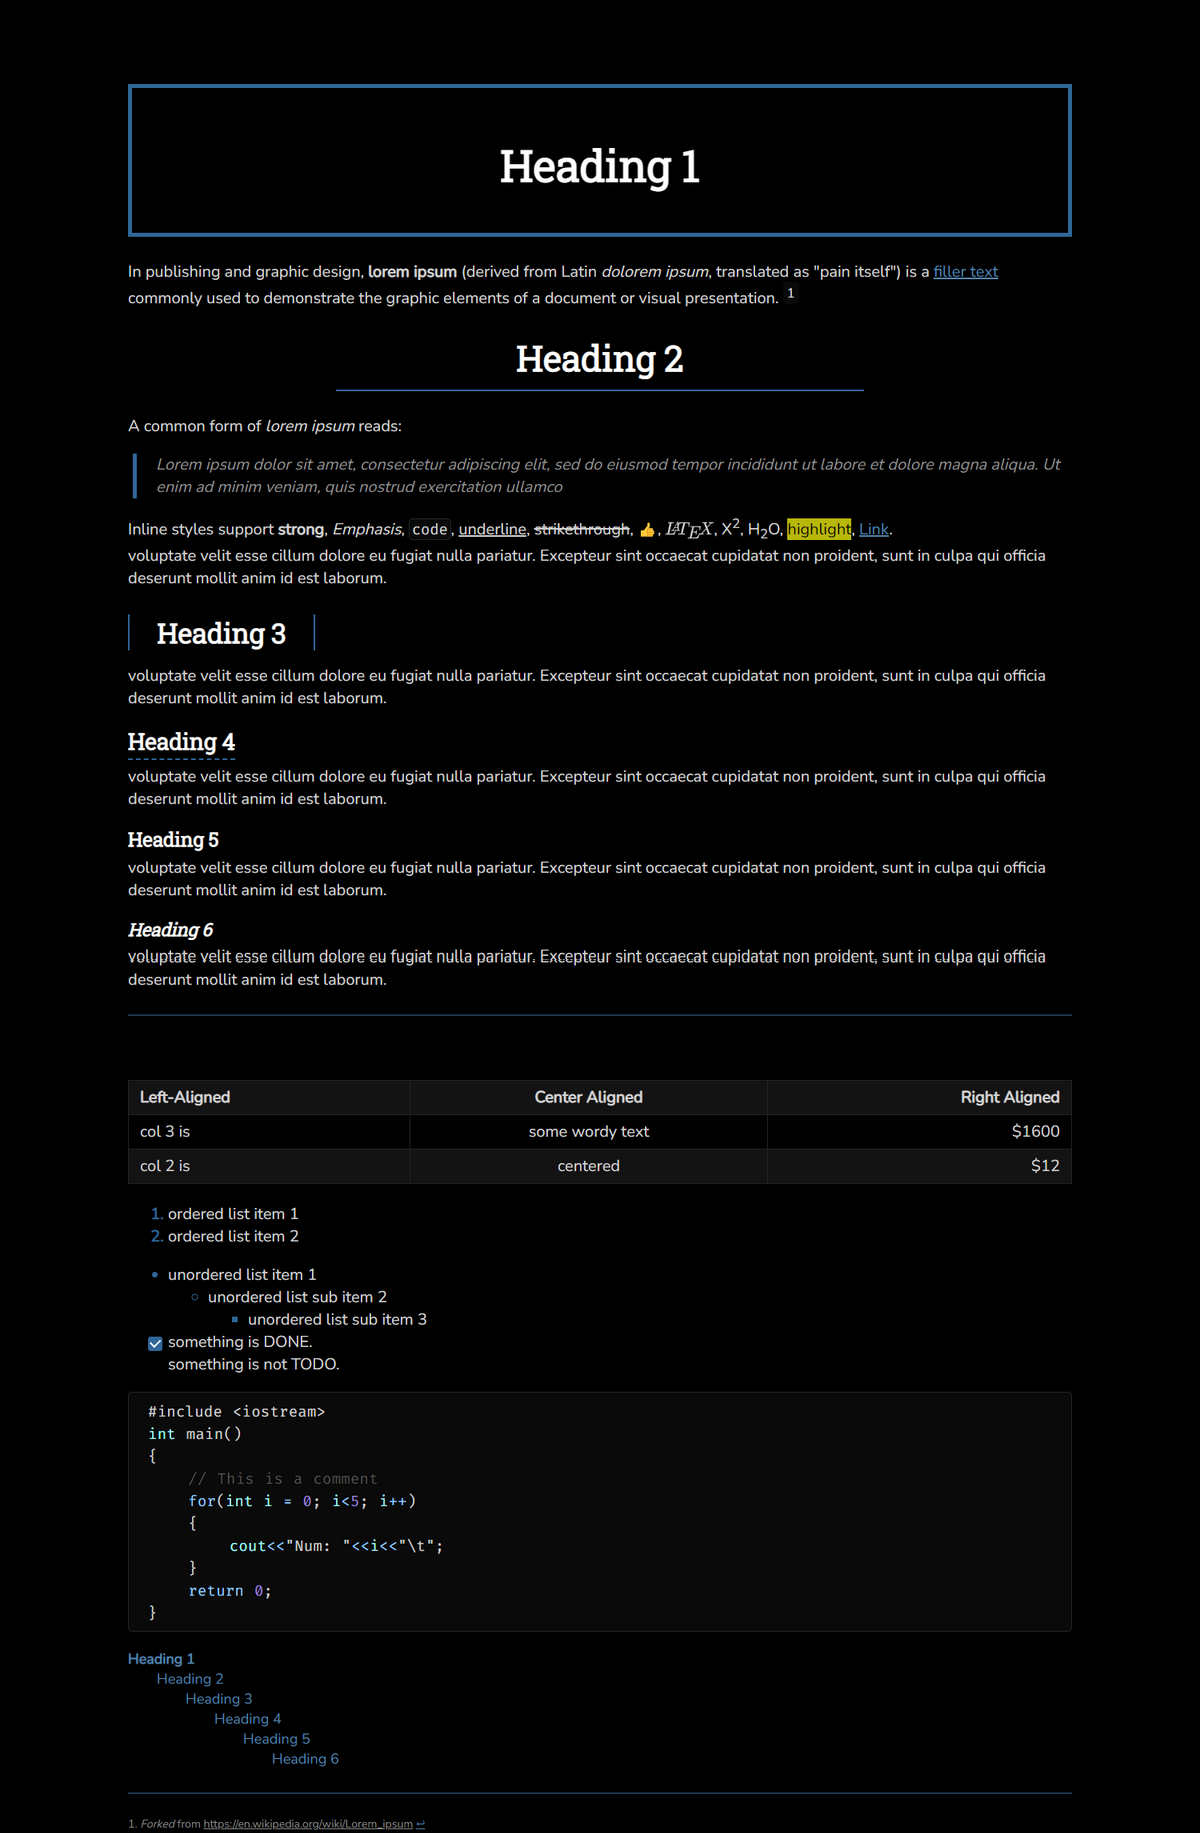 Heading 1
In publishing and graphic design, lorem ipsum (derived from Latin dolorem ipsum, translated as "pain itself") is a filler text
commonly used to demonstrate the graphic elements of a document or visual presentation. 1
Heading 2
A common form of lorem ipsum reads:
Lorem ipsum dolor sit amet, consectetur adipiscing elit, sed do eiusmod tempor incididunt ut labore et dolore magna aliqua. Ut
enim ad minim veniam, quis nostrud exercitation ullamco
Inline styles support strong, Emphasis, code, underline, strikethrough, 👍, LATEX, X2, H2O, highlight, Link.
voluptate velit esse cillum dolore eu fugiat nulla pariatur. Excepteur sint occaecat cupidatat non proident, sunt in culpa qui officia
deserunt mollit anim id est laborum.
Heading 3
voluptate velit esse cillum dolore eu fugiat nulla pariatur. Excepteur sint occaecat cupidatat non proident, sunt in culpa qui officia
deserunt mollit anim id est laborum.
Heading 4
voluptate velit esse cillum dolore eu fugiat nulla pariatur. Excepteur sint occaecat cupidatat non proident, sunt in culpa qui officia
deserunt mollit anim id est laborum.
Heading 5
voluptate velit esse cillum dolore eu fugiat nulla pariatur. Excepteur sint occaecat cupidatat non proident, sunt in culpa qui officia
deserunt mollit anim id est laborum.
Heading 6
voluptate velit esse cillum dolore eu fugiat nulla pariatur. Excepteur sint occaecat cupidatat non proident, sunt in culpa qui officia
deserunt mollit anim id est laborum.
Left-Aligned Center Aligned Right Aligned
col 3 is some wordy text $1600
col 2 is centered $12
1. ordered list item 1
2. ordered list item 2
• unordered list item 1
◦ unordered list sub item 2
▪ unordered list sub item 3
something is DONE.
something is not TODO.
#include <iostream>
int main()
{
// This is a comment
for(int i = 0; i<5; i++)
{
cout<<"Num: "<<i<<"\t";
}
return 0;
}
Heading 1
Heading 2
Heading 3
Heading 4
Heading 5
Heading 6
1. Forked from https://en.wikipedia.org/wiki/Lorem_ipsum ↩